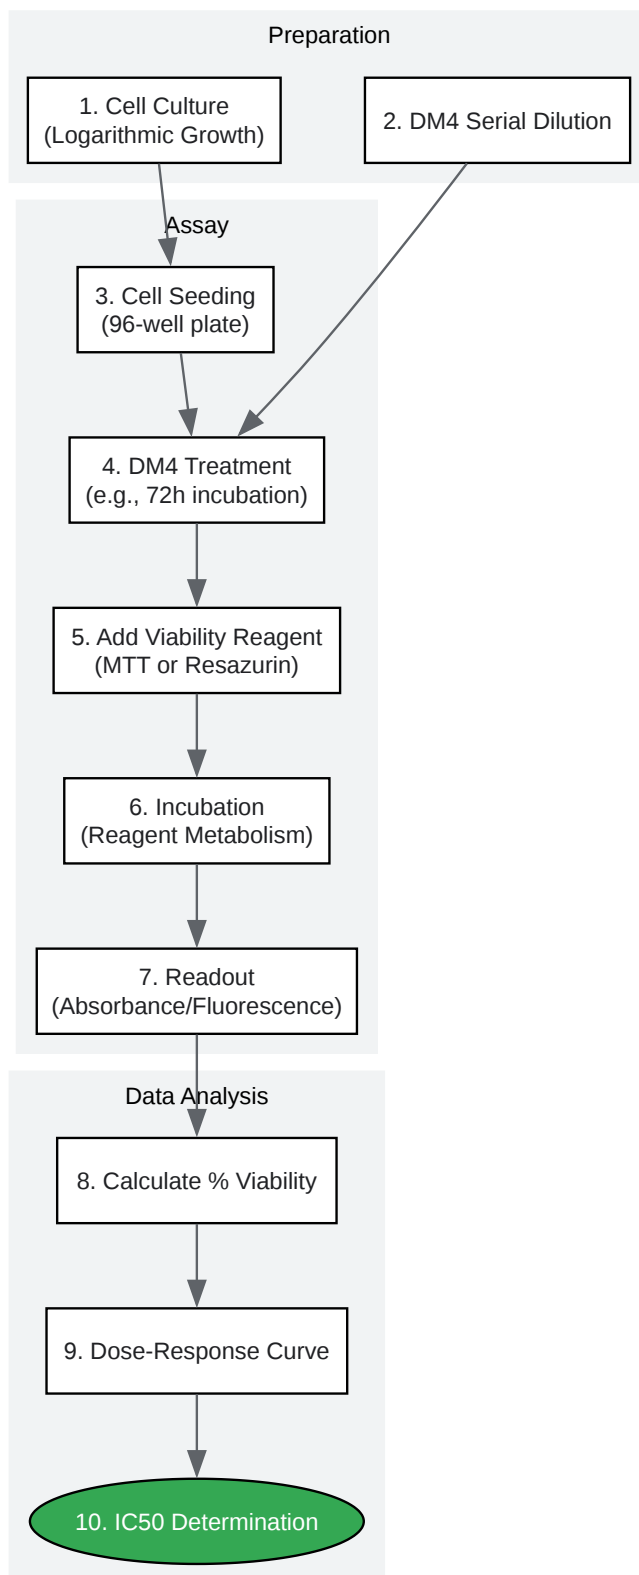 Preparation
1. Cell Culture
(Logarithmic Growth)
2. DM4 Serial Dilution
Assay
3. Cell Seeding
(96-well plate)
4. DM4 Treatment
(e.g., 72h incubation)
5. Add Viability Reagent
(MTT or Resazurin)
6. Incubation
(Reagent Metabolism)
7. Readout
(Absorbance/Fluorescence)
Data Analysis
8. Calculate % Viability
9. Dose-Response Curve
10. IC50 Determination